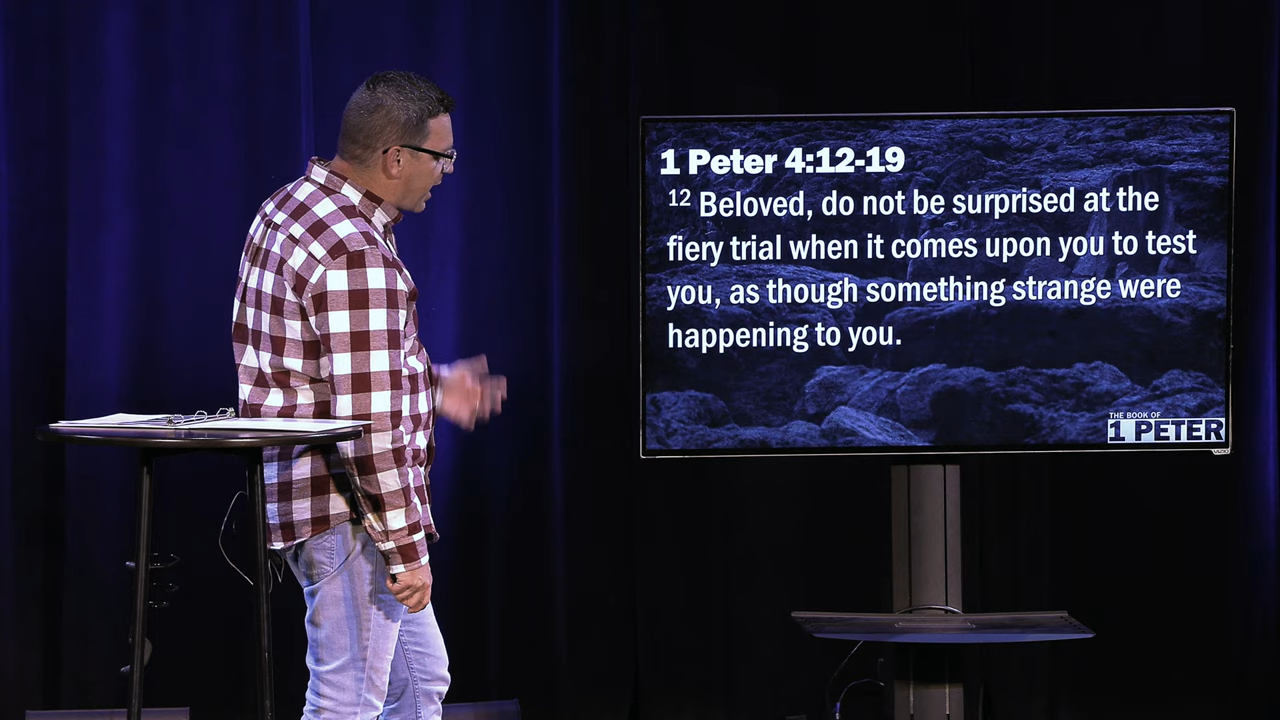 1 Peter 4:12-19
12 Beloved, do not be surprised at the
fiery trial when it comes upon you to test
you, as though something strange were
happening to you.
THE BOOK OF
1 PETER
VIZIO